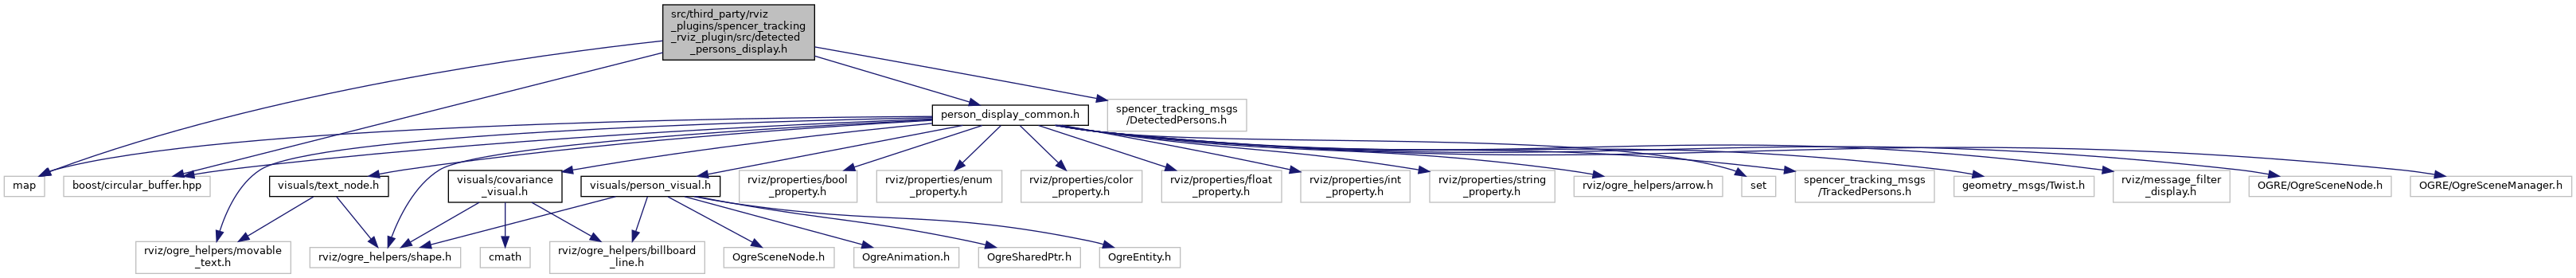 src/third_party/rviz
_plugins/spencer_tracking
_rviz_plugin/src/detected
_persons_display.h
spencer_tracking_msgs
/DetectedPersons.h
person_display_common.h
map
boost/circular_buffer.hpp
visuals/text_node.h
visuals/covariance
_visual.h
visuals/person_visual.h
rviz/properties/bool
_property.h
rviz/properties/enum
_property.h
rviz/properties/color
_property.h
rviz/properties/float
_property.h
rviz/properties/int
_property.h
rviz/properties/string
_property.h
rviz/ogre_helpers/arrow.h
set
spencer_tracking_msgs
/TrackedPersons.h
geometry_msgs/Twist.h
rviz/message_filter
_display.h
OGRE/OgreSceneNode.h
OGRE/OgreSceneManager.h
rviz/ogre_helpers/movable
_text.h
rviz/ogre_helpers/shape.h
cmath
rviz/ogre_helpers/billboard
_line.h
OgreSceneNode.h
OgreAnimation.h
OgreSharedPtr.h
OgreEntity.h